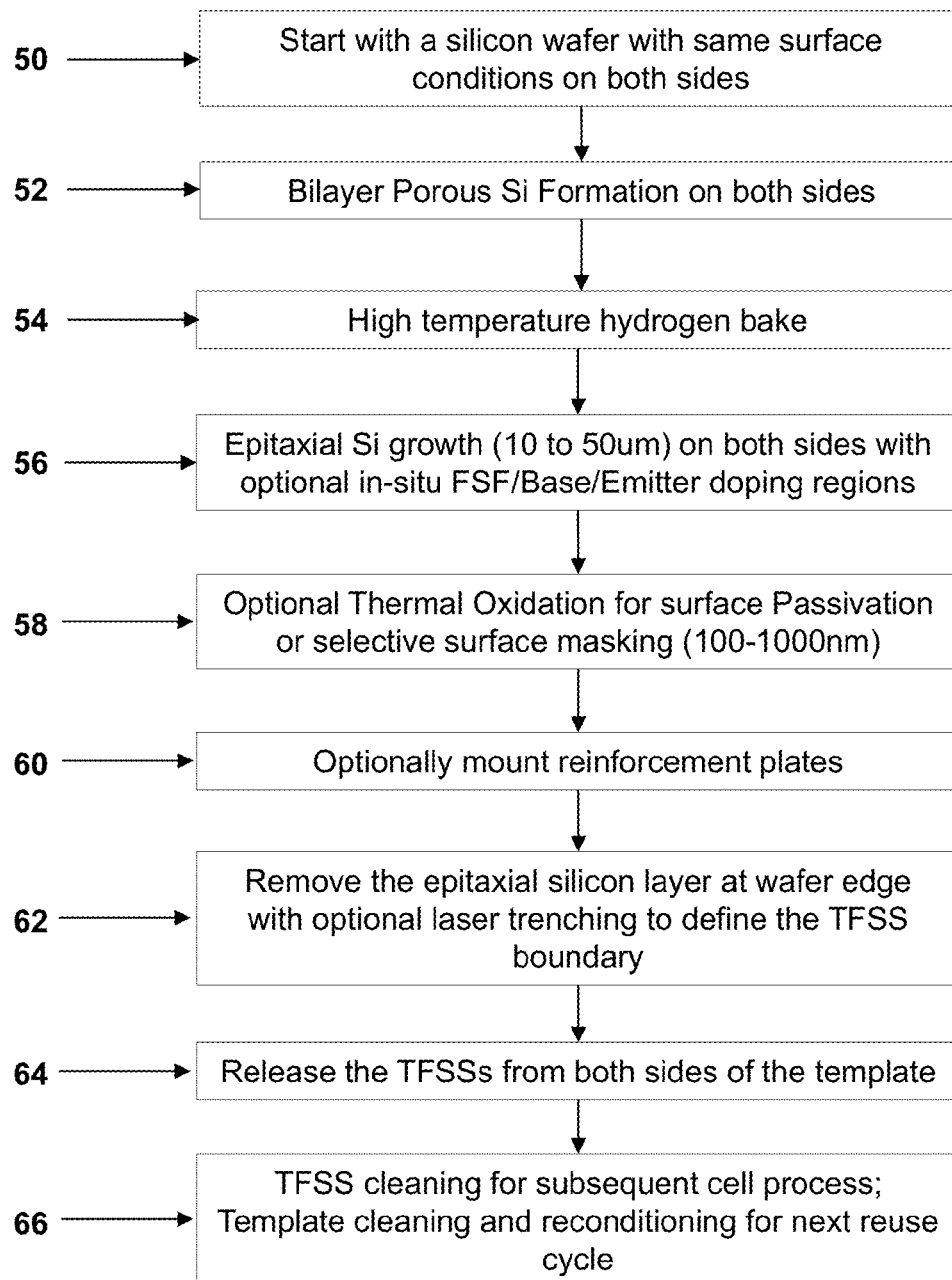 50
Start with a silicon wafer with same surface
conditions on both sides
52
Bilayer Porous Si Formation on both sides
54
High temperature hydrogen bake
56
Epitaxial Si growth (10 to 50um) on both sides with
optional in-situ FSF/Base/Emitter doping regions
58
Optional Thermal Oxidation for surface Passivation
or selective surface masking (100-1000nm)
60
Optionally mount reinforcement plates
62
Remove the epitaxial silicon layer at wafer edge
with optional laser trenching to define the TFSS
boundary
64
Release the TFSSs from both sides of the template
66
TFSS cleaning for subsequent cell process;
Template cleaning and reconditioning for next reuse
cycle